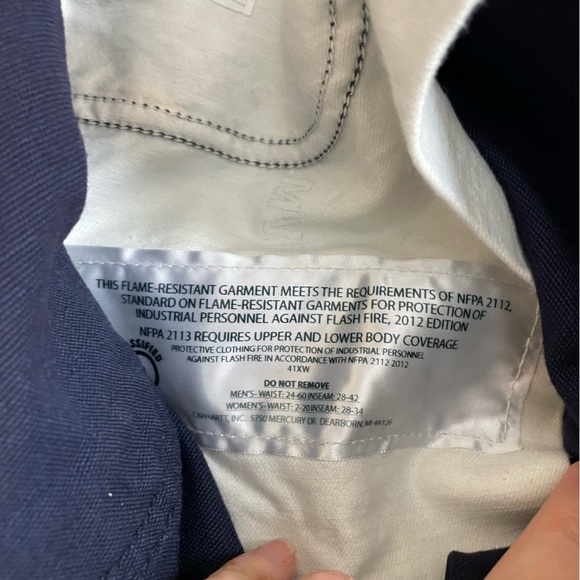 THIS FLAME-RESISTANT GARMENT MEETS THE REQUIREMENTS OF NFPA 2112,
STANDARD ON FLAME-RESISTANT GARMENTS FOR PROTECTION OF
INDUSTRIAL PERSONNEL AGAINST FLASH FIRE, 2012 EDITION
NFPA 2113 REQUIRES UPPER AND LOWER BODY COVERAGE
PROTECTIVE CLOTHING FOR PROTECTION OF INDUSTRIAL PERSONNEL
AGAINST FLASH FIRE IN ACCORDANCE WITH NFPA 2112-2012
41XW
DO NOT REMOVE
MEN'S- WAIST: 24-60 INSEAM: 28-42
WOMEN'S- WAIST: 2-20 INSEAM: 28-34
CARHARTT, INC. 5750 MERCURY DR. DEARBORN, MI 48126